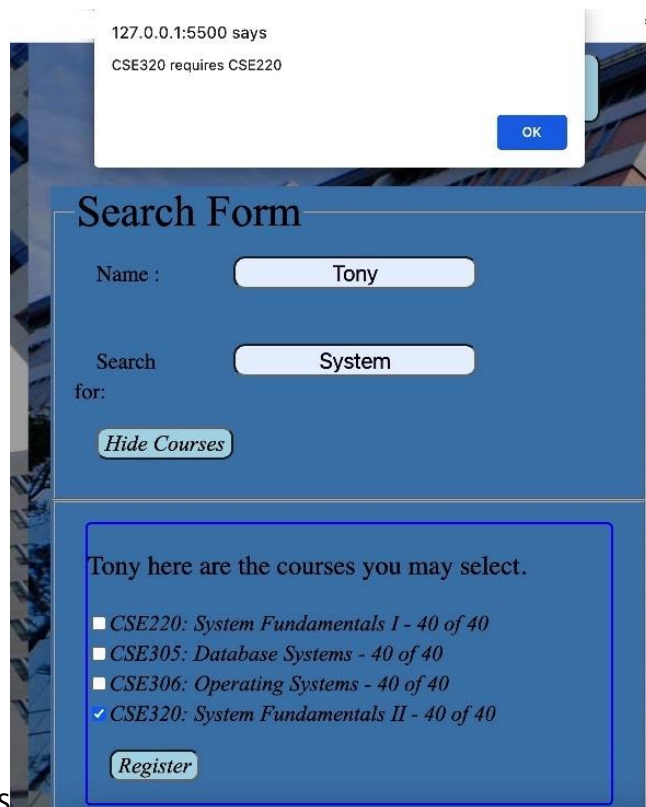 127.0.0.1:5500 says
CSE320 requires CSE220
OK
Search Form
Name :
Tony
Search
System
for:
Hide Courses
Tony here are the courses you may select.
CSE220: System Fundamentals I - 40 of 40
CSE305: Database Systems - 40 of 40
CSE306: Operating Systems - 40 of 40
CSE320: System Fundamentals II - 40 of 40
Register
S